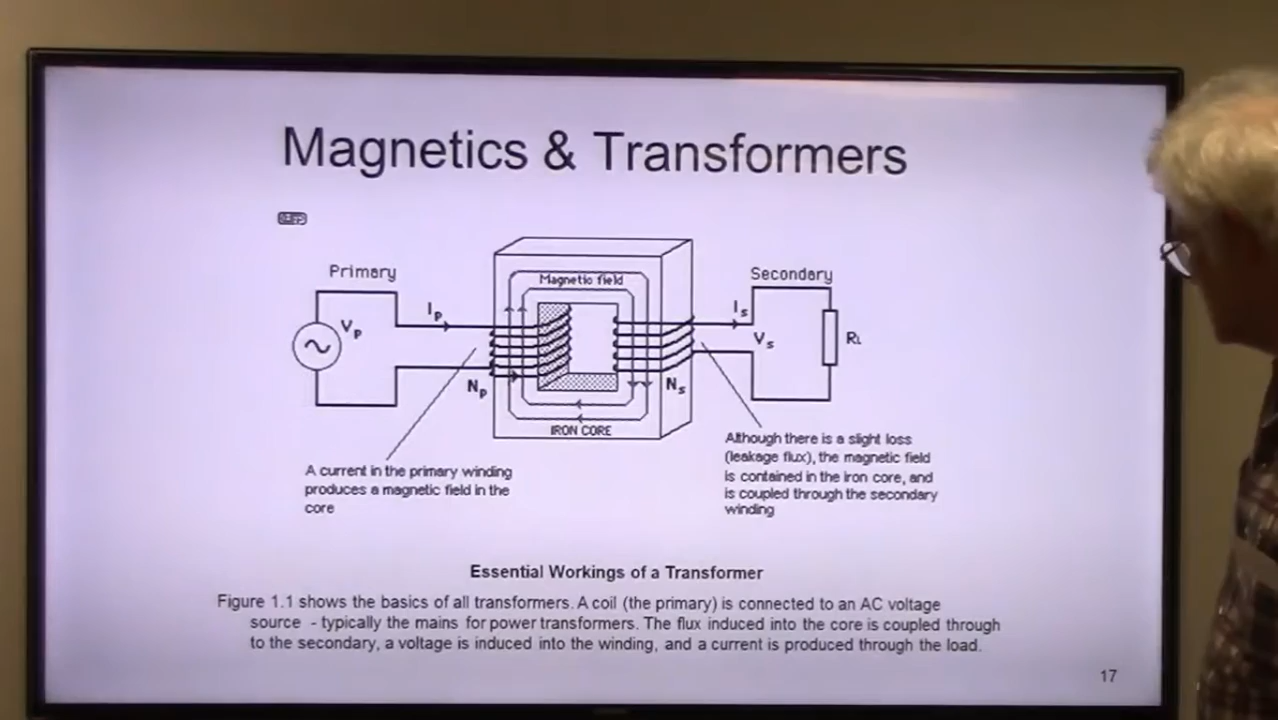 Magnetics & Transformers
Primary
Magnetic field
Secondary
Ip
Is
Vp
Vs
RL
Np
Ns
IRON CORE
A current in the primary winding
produces a magnetic field in the
core
Although there is a slight loss
(leakage flux), the magnetic field
is contained in the iron core, and
is coupled through the secondary
winding
Essential Workings of a Transformer
Figure 1.1 shows the basics of all transformers. A coil (the primary) is connected to an AC voltage
source - typically the mains for power transformers. The flux induced into the core is coupled through
to the secondary, a voltage is induced into the winding, and a current is produced through the load.
17